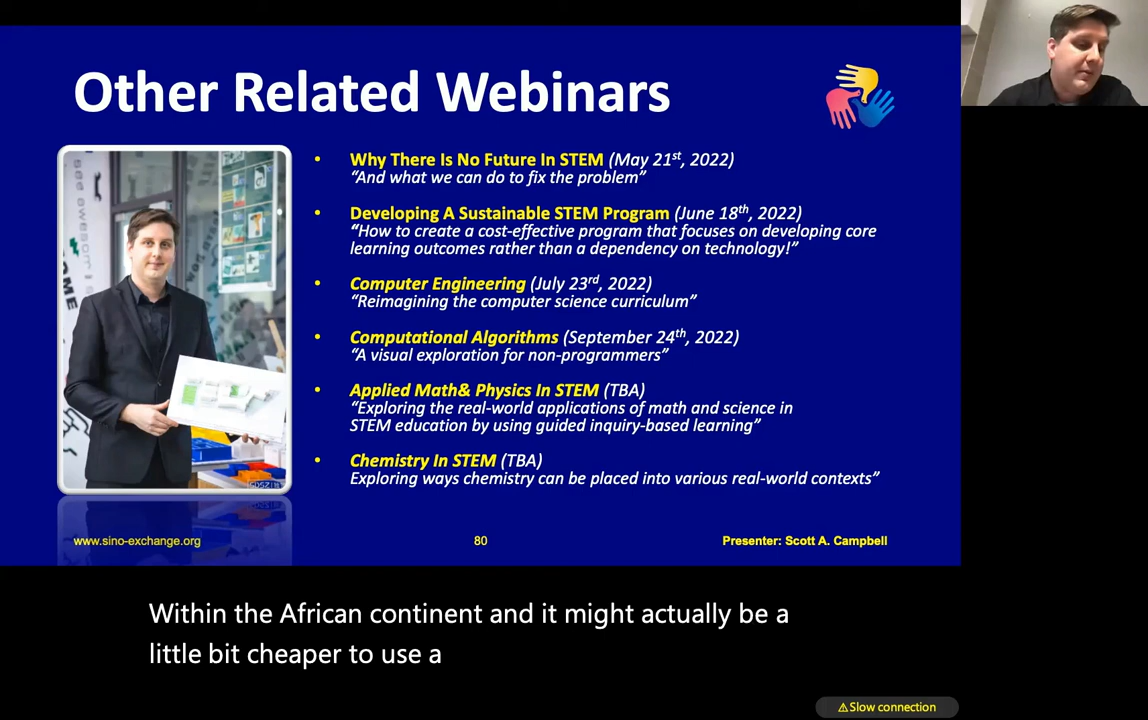 Other Related Webinars
• Why There Is No Future In STEM (May 21st, 2022)
“And what we can do to fix the problem”
• Developing A Sustainable STEM Program (June 18th, 2022)
“How to create a cost-effective program that focuses on developing core
learning outcomes rather than a dependency on technology!”
• Computer Engineering (July 23rd, 2022)
“Reimagining the computer science curriculum”
• Computational Algorithms (September 24th, 2022)
“A visual exploration for non-programmers”
• Applied Math& Physics In STEM (TBA)
“Exploring the real-world applications of math and science in
STEM education by using guided inquiry-based learning”
• Chemistry In STEM (TBA)
Exploring ways chemistry can be placed into various real-world contexts”
www.sino-exchange.org
80
Presenter: Scott A. Campbell
Within the African continent and it might actually be a
little bit cheaper to use a
⚠Slow connection